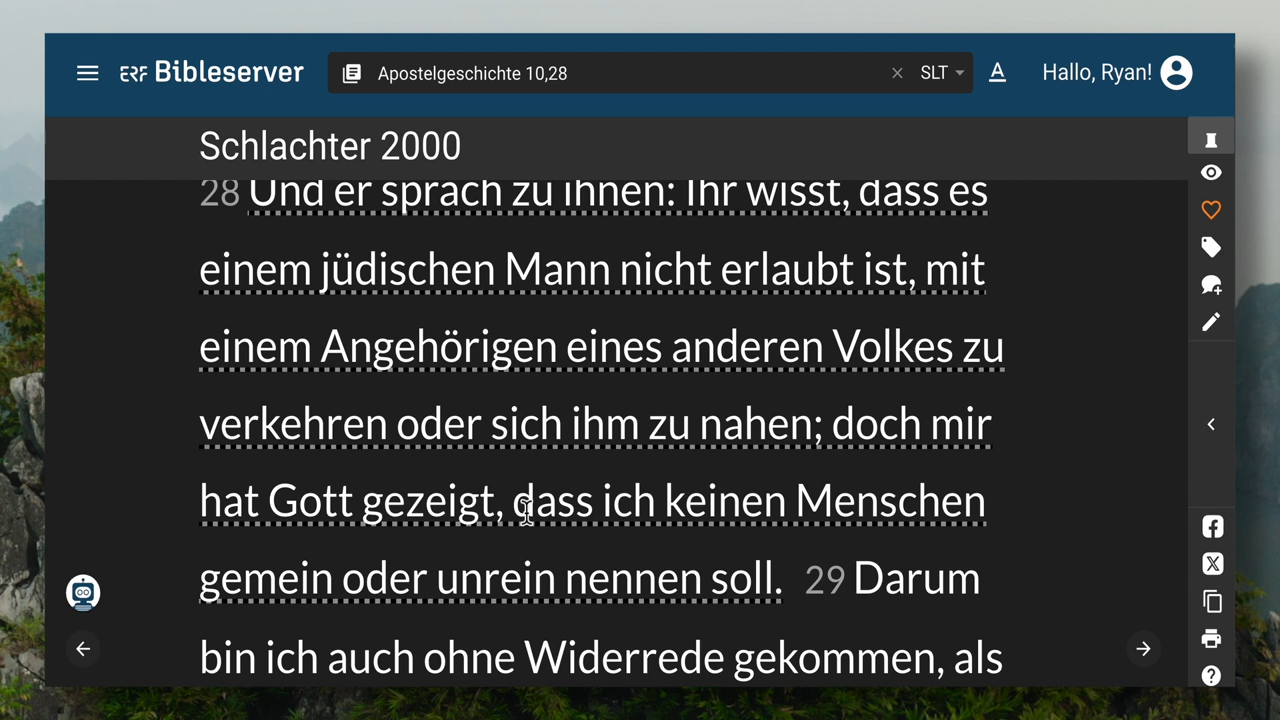 ERF Bibleserver
Apostelgeschichte 10,28
SLT
A
Hallo, Ryan!
Schlachter 2000
28 Und er sprach zu ihnen: Ihr wisst, dass es
einem jüdischen Mann nicht erlaubt ist, mit
einem Angehörigen eines anderen Volkes zu
verkehren oder sich ihm zu nahen; doch mir
hat Gott gezeigt, dass ich keinen Menschen
gemein oder unrein nennen soll. 29 Darum
bin ich auch ohne Widerrede gekommen, als